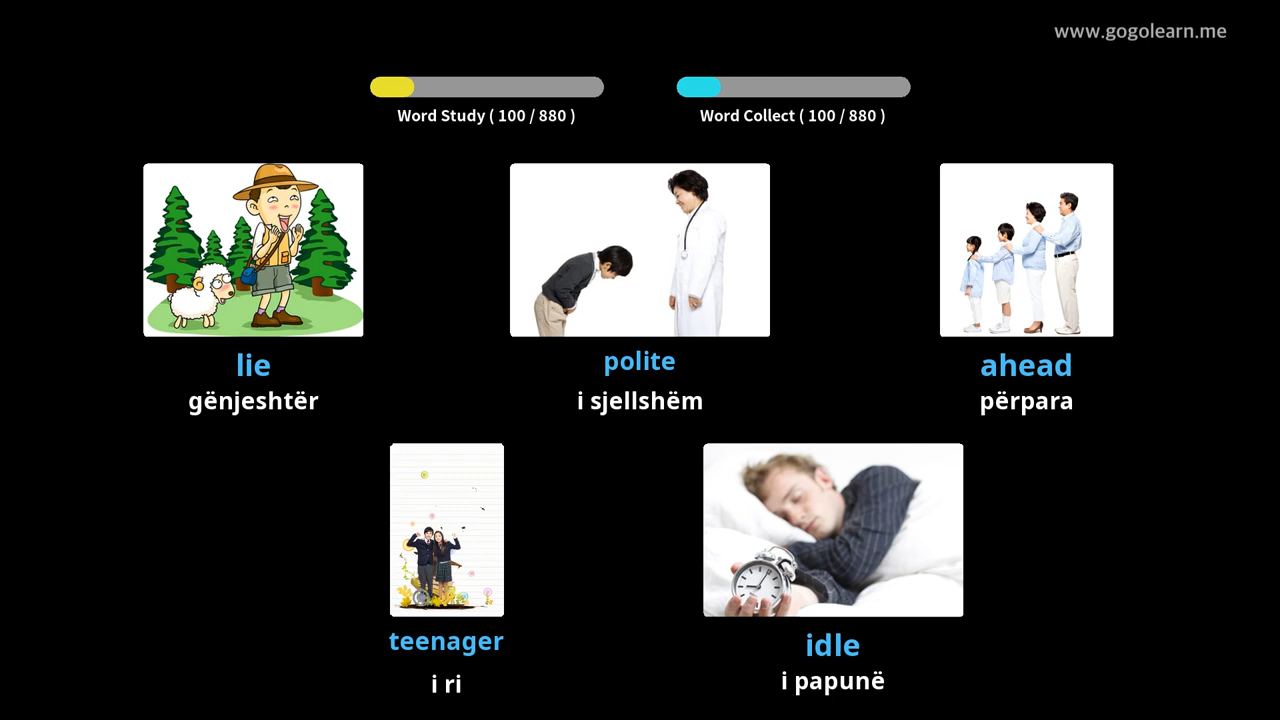 www.gogolearn.me
Word Study ( 100 / 880 )
Word Collect ( 100 / 880 )
lie
gënjeshtër
polite
i sjellshëm
ahead
përpara
teenager
i ri
idle
i papunë